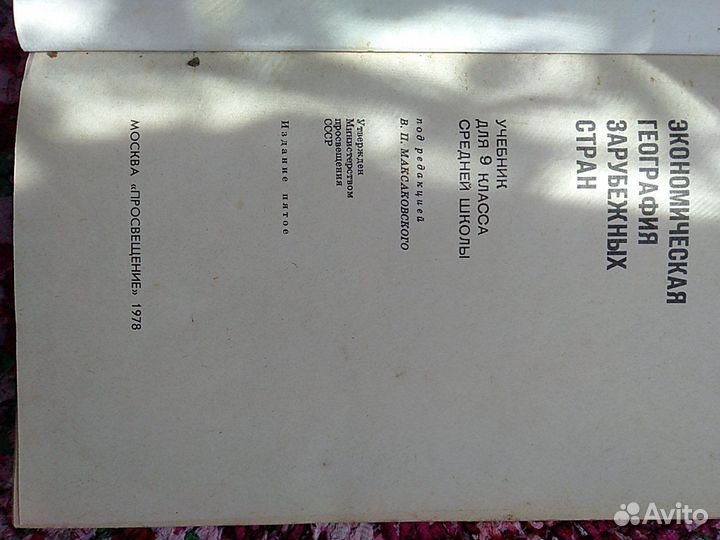 ЭКОНОМИЧЕСКАЯ
ГЕОГРАФИЯ
ЗАРУБЕЖНЫХ
СТРАН
УЧЕБНИК
ДЛЯ 9 КЛАССА
СРЕДНЕЙ ШКОЛЫ
под редакцией
В. П. МАКСАКОВСКОГО
Утвержден
Министерством
просвещения
СССР
Издание пятое
МОСКВА «ПРОСВЕЩЕНИЕ» 1978
Avito